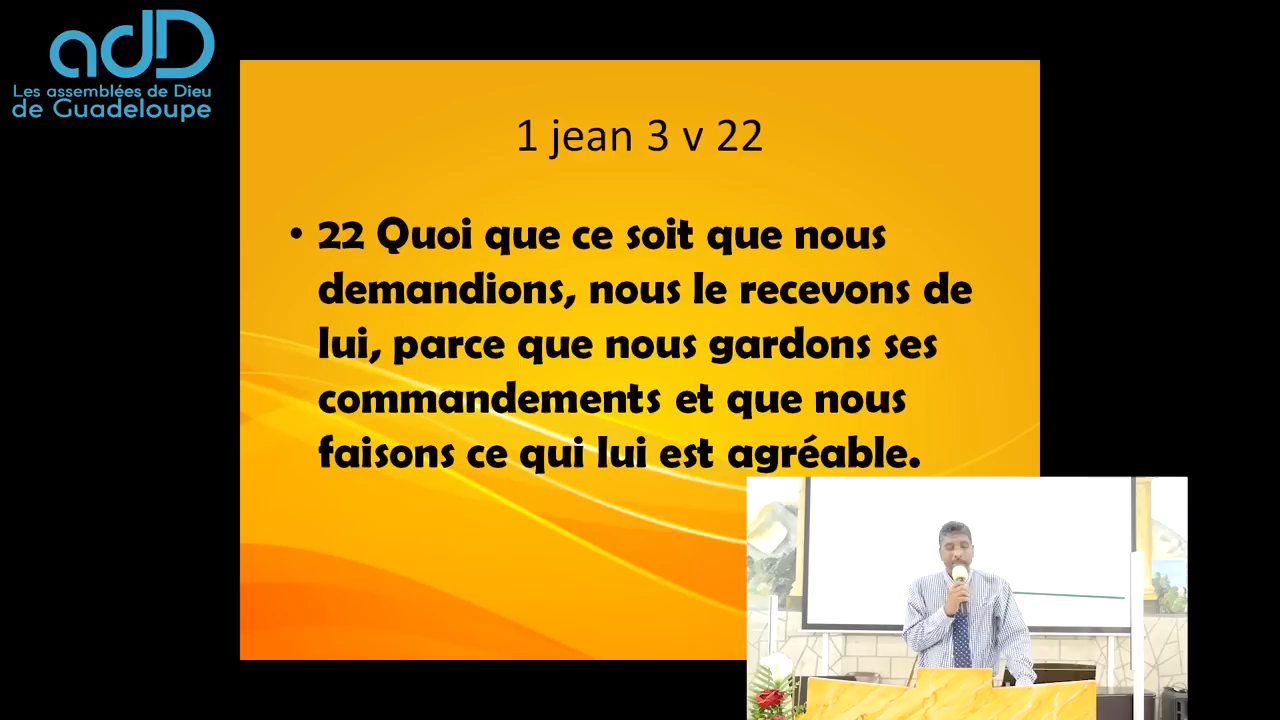 adD
Les assemblées de Dieu
de Guadeloupe
1 jean 3 v 22
• 22 Quoi que ce soit que nous
demandions, nous le recevons de
lui, parce que nous gardons ses
commandements et que nous
faisons ce qui lui est agréable.